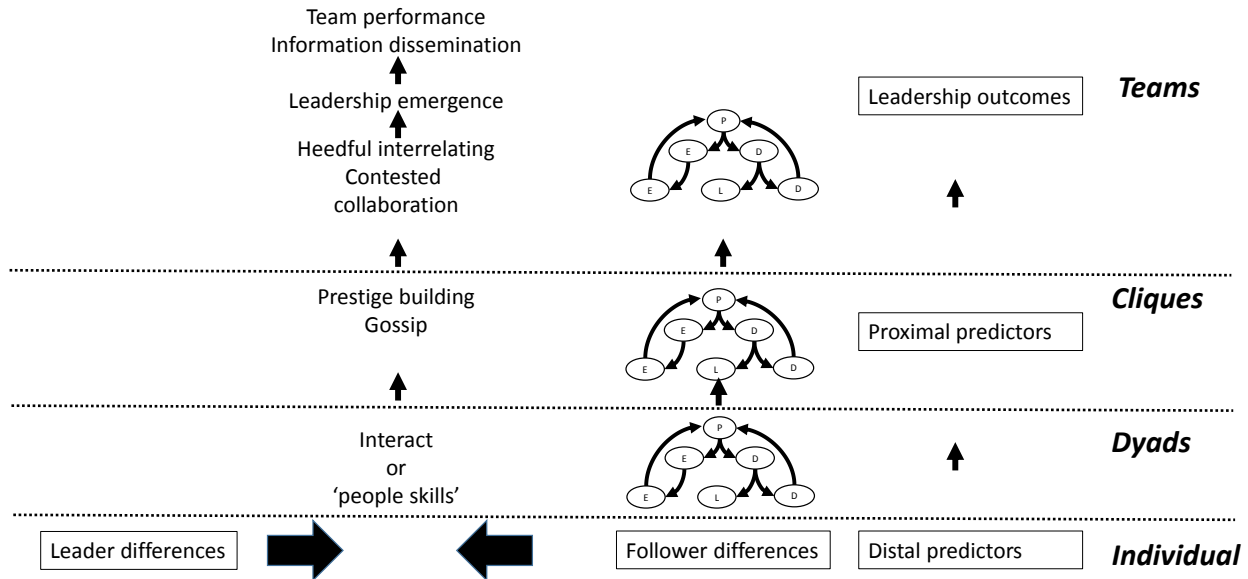 Team performance
Information dissemination
Leadership emergence
Heedful interrelating
Contested
collaboration
P
E
D
E
L
D
Leadership outcomes
Teams
Prestige building
Gossip
P
E
D
E
L
D
Proximal predictors
Cliques
Interact
or
‘people skills’
P
E
D
E
L
D
Dyads
Leader differences
Follower differences
Distal predictors
Individual